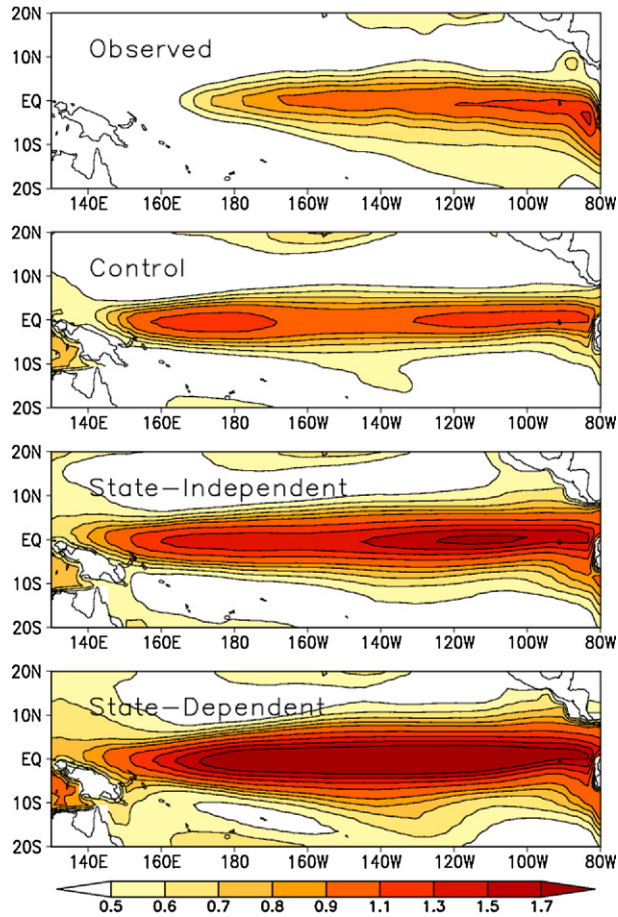 20N
Observed
10N
EQ
10S
20S
140E 160E 180 160W 140W 120W 100W 80W
20N
Control
10N
EQ
10S
20S
140E 160E 180 160W 140W 120W 100W 80W
20N
State-Independent
10N
EQ
10S
20S
140E 160E 180 160W 140W 120W 100W 80W
20N
State-Dependent
10N
EQ
10S
20S
140E 160E 180 160W 140W 120W 100W 80W
0.5 0.6 0.7 0.8 0.9 1.1 1.3 1.5 1.7